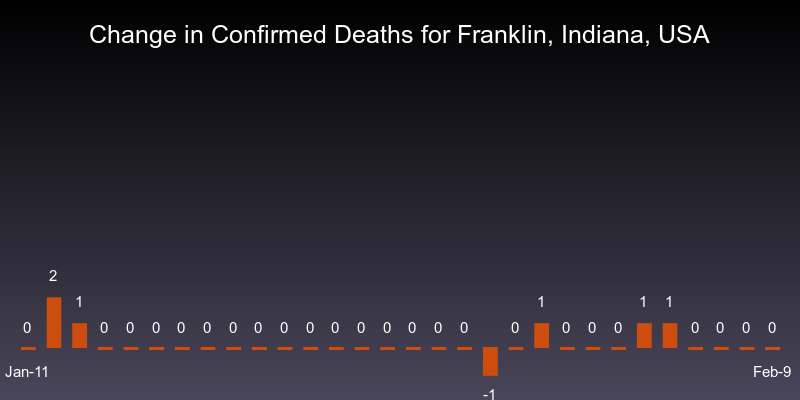 Change in Confirmed Deaths for Franklin, Indiana, USA
0 2 1 0 0 0 0 0 0 0 0 0 0 0 0 0 0 0 -1 0 1 0 0 0 1 1 0 0 0 0
Jan-11 Feb-9